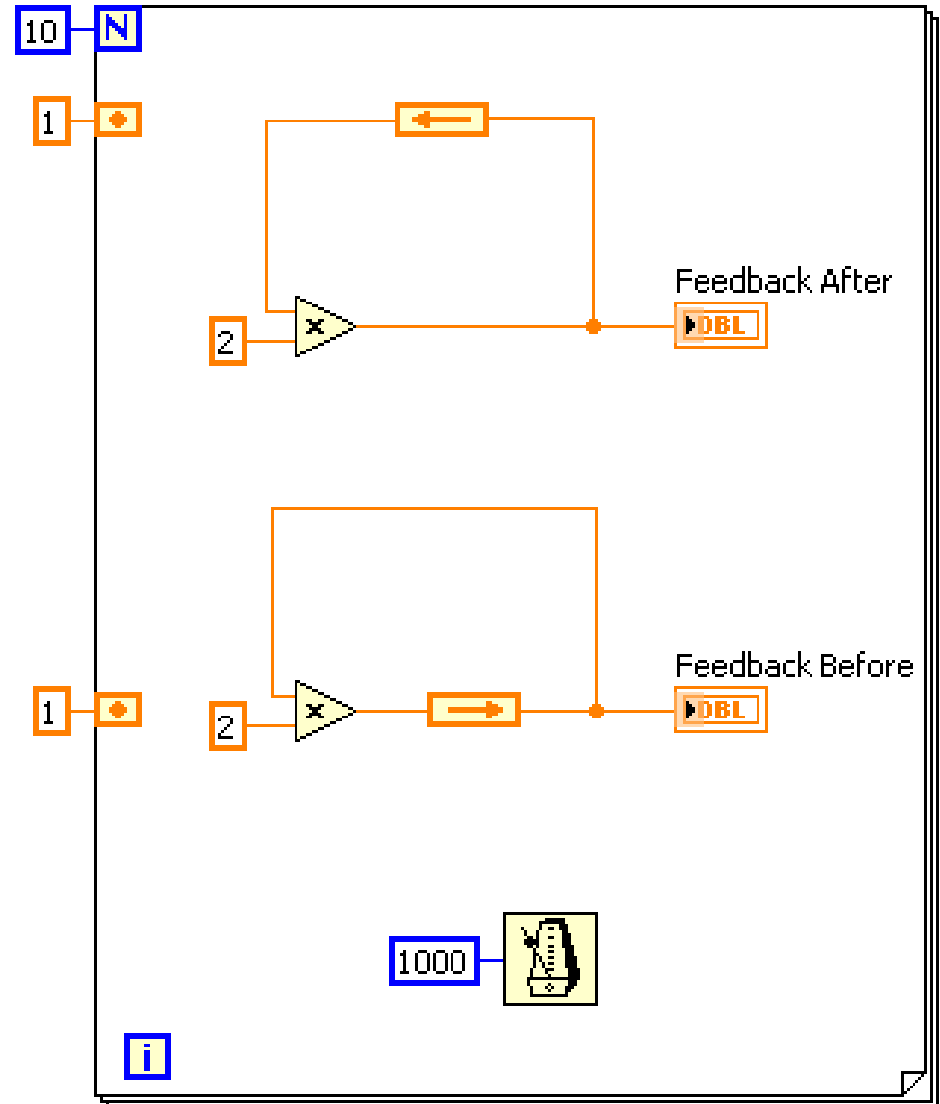 10 N
1
Feedback After
2 × DBL
Feedback Before
1 2 × DBL
1000
i